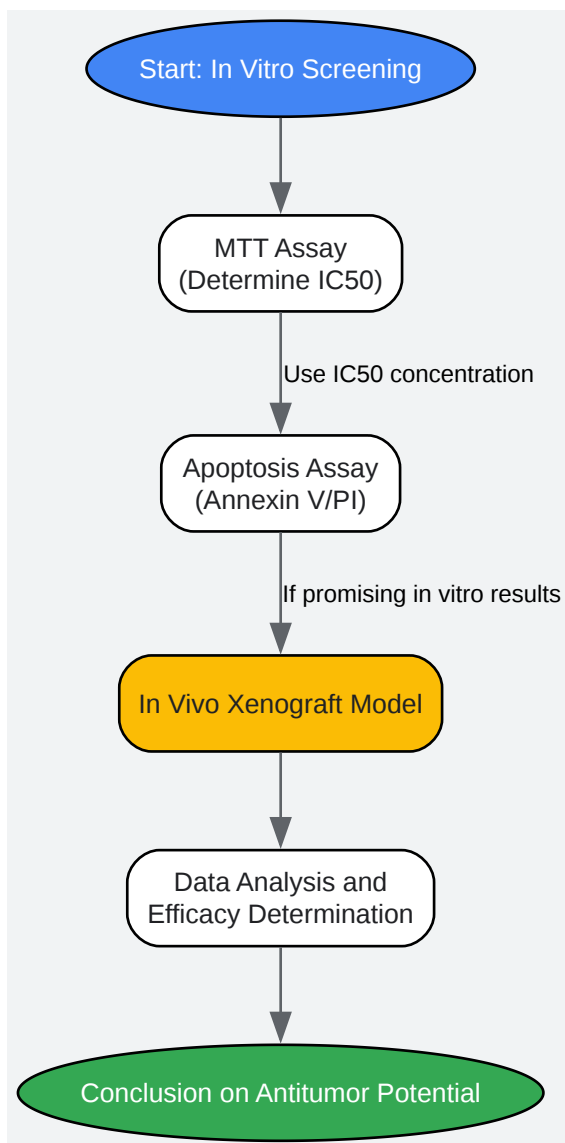 Start: In Vitro Screening
MTT Assay
(Determine IC50)
Use IC50 concentration
Apoptosis Assay
(Annexin V/PI)
If promising in vitro results
In Vivo Xenograft Model
Data Analysis and
Efficacy Determination
Conclusion on Antitumor Potential